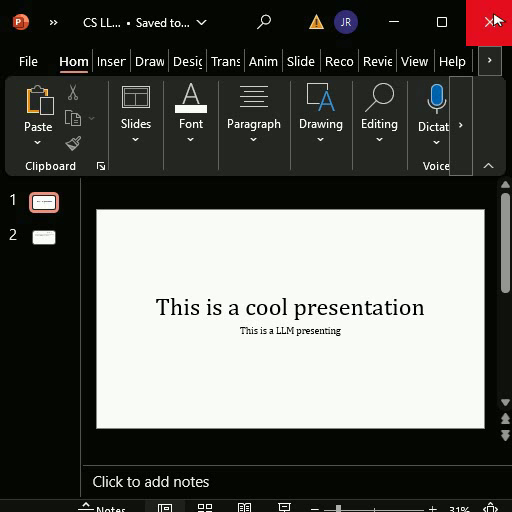 P » CS LL... • Saved to... JR
File Hom Inser Draw Desig Trans Anim Slide Reco Revie View Help
Paste Slides Font Paragraph Drawing Editing Dictat
Clipboard Voice
1
2
This is a cool presentation
This is a LLM presenting
Click to add notes
Notes 31%